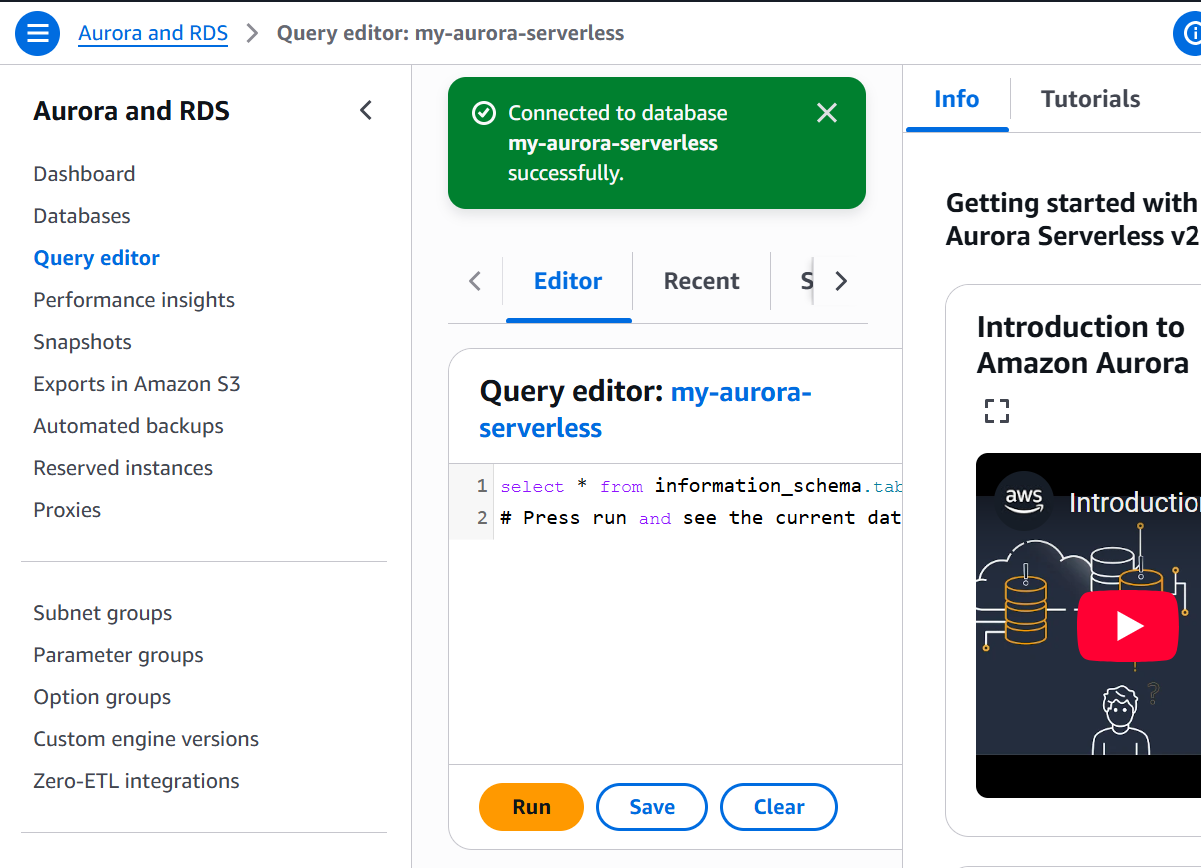 Aurora and RDS > Query editor: my-aurora-serverless
Aurora and RDS
Dashboard
Databases
Query editor
Performance insights
Snapshots
Exports in Amazon S3
Automated backups
Reserved instances
Proxies
Subnet groups
Parameter groups
Option groups
Custom engine versions
Zero-ETL integrations
Connected to database
my-aurora-serverless
successfully.
Editor
Recent
S
Query editor: my-aurora-
serverless
1 select * from information_schema.tab
2 # Press run and see the current dat
Run
Save
Clear
Info
Tutorials
Getting started with
Aurora Serverless v2
Introduction to
Amazon Aurora
aws
Introduction